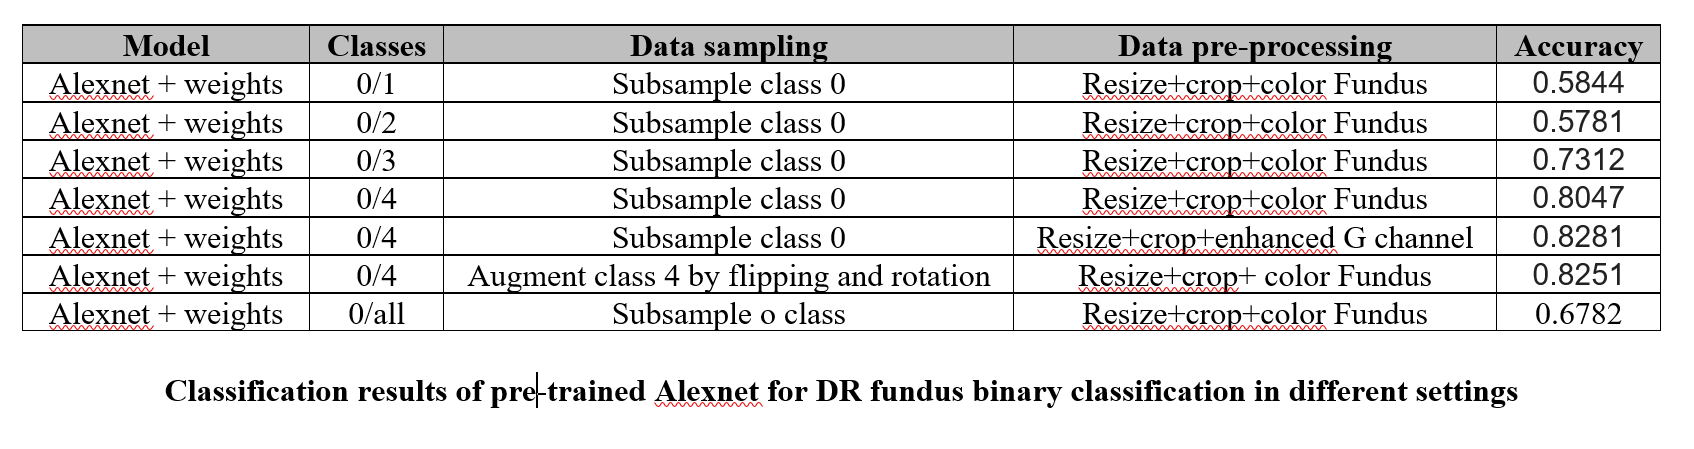 Model Classes Data sampling Data pre-processing Accuracy
Alexnet + weights 0/1 Subsample class 0 Resize+crop+color Fundus 0.5844
Alexnet + weights 0/2 Subsample class 0 Resize+crop+color Fundus 0.5781
Alexnet + weights 0/3 Subsample class 0 Resize+crop+color Fundus 0.7312
Alexnet + weights 0/4 Subsample class 0 Resize+crop+color Fundus 0.8047
Alexnet + weights 0/4 Subsample class 0 Resize+crop+enhanced G channel 0.8281
Alexnet + weights 0/4 Augment class 4 by flipping and rotation Resize+crop+ color Fundus 0.8251
Alexnet + weights 0/all Subsample o class Resize+crop+color Fundus 0.6782
Classification results of pre-trained Alexnet for DR fundus binary classification in different settings